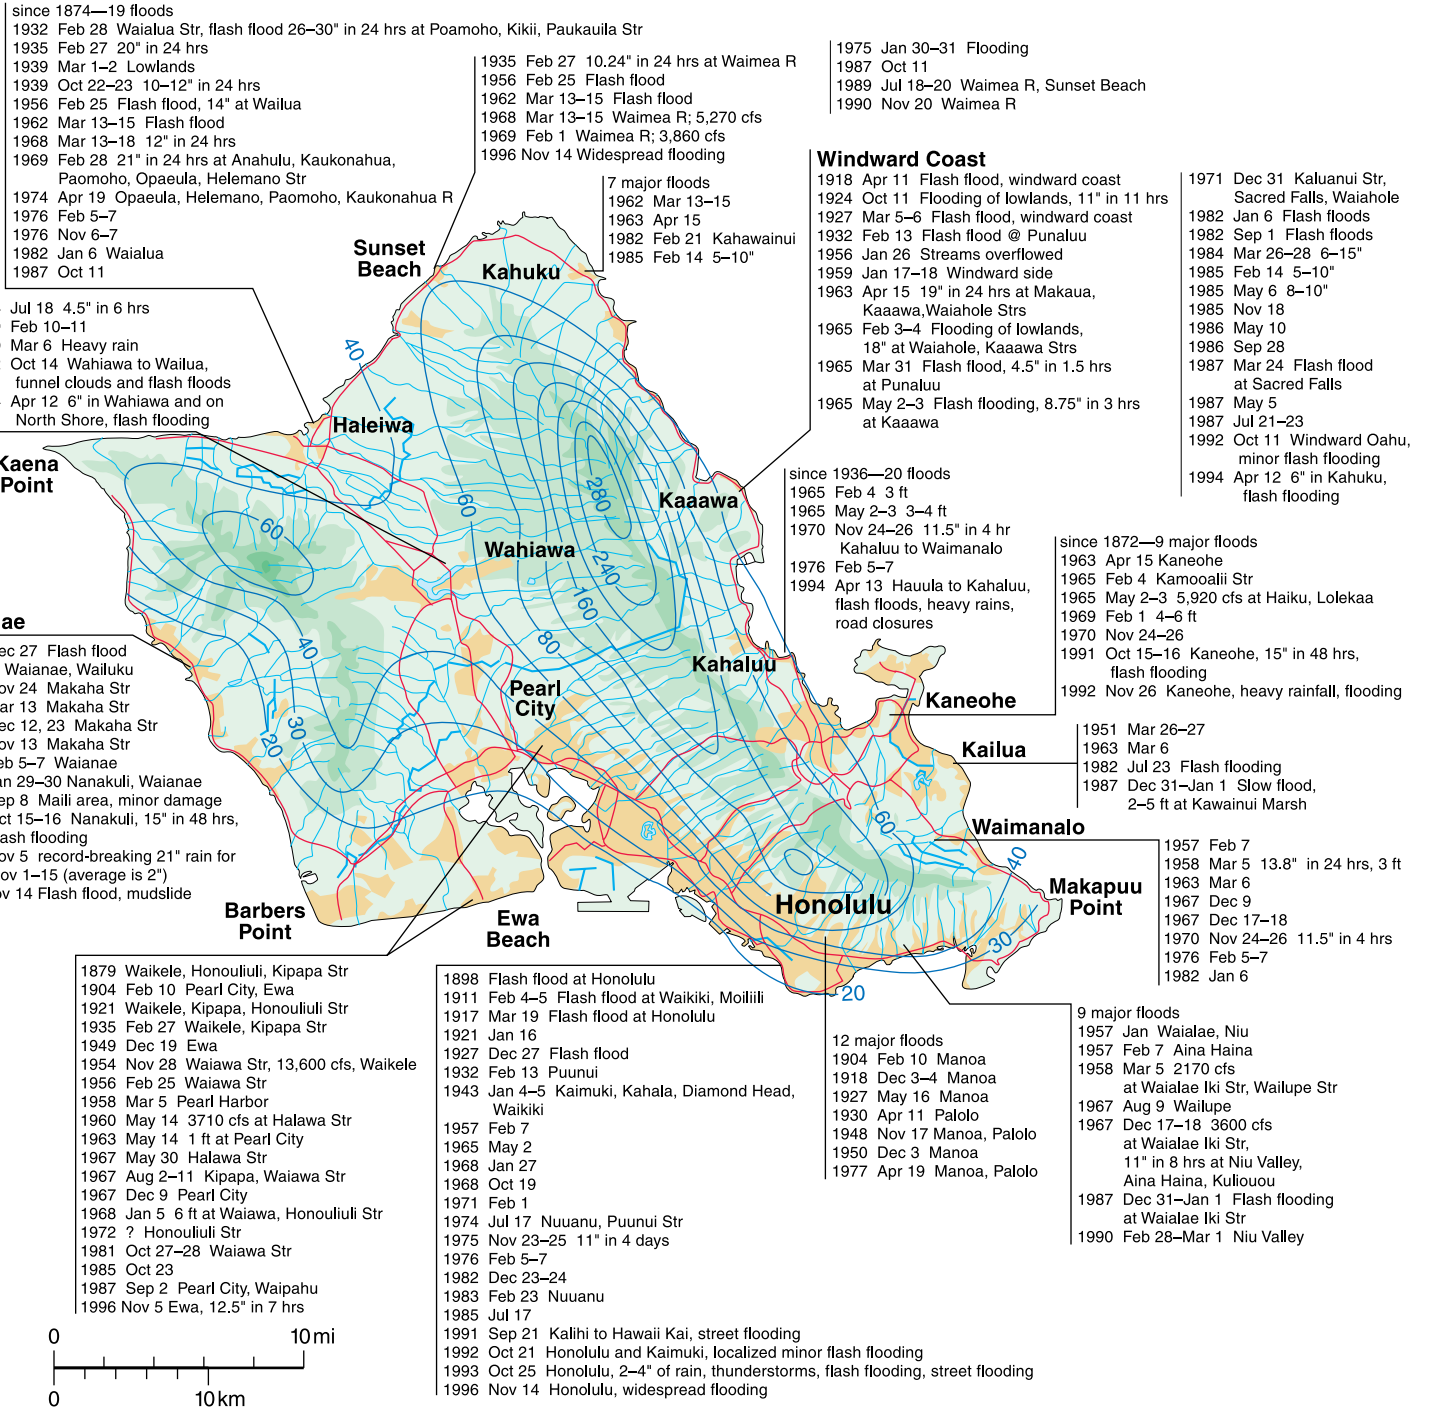 since 1874—19 floods
1932 Feb 28 Waialua Str, flash flood 26–30" in 24 hrs at Poamoho, Kikii, Paukauila Str
1935 Feb 27 20" in 24 hrs
1939 Mar 1–2 Lowlands
1939 Oct 22–23 10–12" in 24 hrs
1956 Feb 25 Flash flood, 14" at Wailua
1962 Mar 13–15 Flash flood
1968 Mar 13–18 12" in 24 hrs
1969 Feb 28 21" in 24 hrs at Anahulu, Kaukonahua,
Paomoho, Opaeula, Helemano Str
1974 Apr 19 Opaeula, Helemano, Paomoho, Kaukonahua R
1976 Feb 5–7
1976 Nov 6–7
1982 Jan 6 Waialua
1987 Oct 11
1935 Feb 27 10.24" in 24 hrs at Waimea R
1956 Feb 25 Flash flood
1962 Mar 13–15 Flash flood
1968 Mar 13–15 Waimea R; 5,270 cfs
1969 Feb 1 Waimea R; 3,860 cfs
1996 Nov 14 Widespread flooding
1975 Jan 30–31 Flooding
1987 Oct 11
1989 Jul 18–20 Waimea R, Sunset Beach
1990 Nov 20 Waimea R
7 major floods
1962 Mar 13–15
1963 Apr 15
1982 Feb 21 Kahawainui
1985 Feb 14 5–10"
Windward Coast
1918 Apr 11 Flash flood, windward coast
1924 Oct 11 Flooding of lowlands, 11" in 11 hrs
1927 Mar 5–6 Flash flood, windward coast
1932 Feb 13 Flash flood @ Punaluu
1956 Jan 26 Streams overflowed
1959 Jan 17–18 Windward side
1963 Apr 15 19" in 24 hrs at Makaua,
Kaaawa,Waiahole Strs
1965 Feb 3–4 Flooding of lowlands,
18" at Waiahole, Kaaawa Strs
1965 Mar 31 Flash flood, 4.5" in 1.5 hrs
at Punaluu
1965 May 2–3 Flash flooding, 8.75" in 3 hrs
at Kaaawa
1971 Dec 31 Kaluanui Str,
Sacred Falls, Waiahole
1982 Jan 6 Flash floods
1982 Sep 1 Flash floods
1984 Mar 26–28 6–15"
1985 Feb 14 5–10"
1985 May 6 8–10"
1985 Nov 18
1986 May 10
1986 Sep 28
1987 Mar 24 Flash flood
at Sacred Falls
1987 May 5
1987 Jul 21–23
1992 Oct 11 Windward Oahu,
minor flash flooding
1994 Apr 12 6" in Kahuku,
flash flooding
Jul 18 4.5" in 6 hrs
Feb 10–11
Mar 6 Heavy rain
Oct 14 Wahiawa to Wailua,
funnel clouds and flash floods
Apr 12 6" in Wahiawa and on
North Shore, flash flooding
Sunset
Beach
Kahuku
40
Haleiwa
Kaena
Point
60
60
280
240
160
80
Kaaawa
Wahiawa
since 1936—20 floods
1965 Feb 4 3 ft
1965 May 2–3 3–4 ft
1970 Nov 24–26 11.5" in 4 hr
Kahaluu to Waimanalo
1976 Feb 5–7
1994 Apr 13 Hauula to Kahaluu,
flash floods, heavy rains,
road closures
since 1872—9 major floods
1963 Apr 15 Kaneohe
1965 Feb 4 Kamooalii Str
1965 May 2–3 5,920 cfs at Haiku, Lolekaa
1969 Feb 1 4–6 ft
1970 Nov 24–26
1991 Oct 15–16 Kaneohe, 15" in 48 hrs,
flash flooding
1992 Nov 26 Kaneohe, heavy rainfall, flooding
ae
ec 27 Flash flood
Waianae, Wailuku
ov 24 Makaha Str
ar 13 Makaha Str
ec 12, 23 Makaha Str
ov 13 Makaha Str
eb 5–7 Waianae
an 29–30 Nanakuli, Waianae
ep 8 Maili area, minor damage
ct 15–16 Nanakuli, 15" in 48 hrs,
ash flooding
ov 5 record-breaking 21" rain for
ov 1–15 (average is 2")
ov 14 Flash flood, mudslide
40
30
20
Kahaluu
Pearl
City
Kaneohe
Kailua
1951 Mar 26–27
1963 Mar 6
1982 Jul 23 Flash flooding
1987 Dec 31–Jan 1 Slow flood,
2–5 ft at Kawainui Marsh
60
Waimanalo
40
1957 Feb 7
1958 Mar 5 13.8" in 24 hrs, 3 ft
1963 Mar 6
1967 Dec 9
1967 Dec 17–18
1970 Nov 24–26 11.5" in 4 hrs
1976 Feb 5–7
1982 Jan 6
Makapuu
Point
Honolulu
Barbers
Point
Ewa
Beach
30
20
1879 Waikele, Honouliuli, Kipapa Str
1904 Feb 10 Pearl City, Ewa
1921 Waikele, Kipapa, Honouliuli Str
1935 Feb 27 Waikele, Kipapa Str
1949 Dec 19 Ewa
1954 Nov 28 Waiawa Str, 13,600 cfs, Waikele
1956 Feb 25 Waiawa Str
1958 Mar 5 Pearl Harbor
1960 May 14 3710 cfs at Halawa Str
1963 May 14 1 ft at Pearl City
1967 May 30 Halawa Str
1967 Aug 2–11 Kipapa, Waiawa Str
1967 Dec 9 Pearl City
1968 Jan 5 6 ft at Waiawa, Honouliuli Str
1972 ? Honouliuli Str
1981 Oct 27–28 Waiawa Str
1985 Oct 23
1987 Sep 2 Pearl City, Waipahu
1996 Nov 5 Ewa, 12.5" in 7 hrs
1898 Flash flood at Honolulu
1911 Feb 4–5 Flash flood at Waikiki, Moiliili
1917 Mar 19 Flash flood at Honolulu
1921 Jan 16
1927 Dec 27 Flash flood
1932 Feb 13 Puunui
1943 Jan 4–5 Kaimuki, Kahala, Diamond Head,
Waikiki
1957 Feb 7
1965 May 2
1968 Jan 27
1968 Oct 19
1971 Feb 1
1974 Jul 17 Nuuanu, Puunui Str
1975 Nov 23–25 11" in 4 days
1976 Feb 5–7
1982 Dec 23–24
1983 Feb 23 Nuuanu
1985 Jul 17
1991 Sep 21 Kalihi to Hawaii Kai, street flooding
1992 Oct 21 Honolulu and Kaimuki, localized minor flash flooding
1993 Oct 25 Honolulu, 2–4" of rain, thunderstorms, flash flooding, street flooding
1996 Nov 14 Honolulu, widespread flooding
12 major floods
1904 Feb 10 Manoa
1918 Dec 3–4 Manoa
1927 May 16 Manoa
1930 Apr 11 Palolo
1948 Nov 17 Manoa, Palolo
1950 Dec 3 Manoa
1977 Apr 19 Manoa, Palolo
9 major floods
1957 Jan Waialae, Niu
1957 Feb 7 Aina Haina
1958 Mar 5 2170 cfs
at Waialae Iki Str, Wailupe Str
1967 Aug 9 Wailupe
1967 Dec 17–18 3600 cfs
at Waialae Iki Str,
11" in 8 hrs at Niu Valley,
Aina Haina, Kuliouou
1987 Dec 31–Jan 1 Flash flooding
at Waialae Iki Str
1990 Feb 28–Mar 1 Niu Valley
0 10 mi
0 10 km